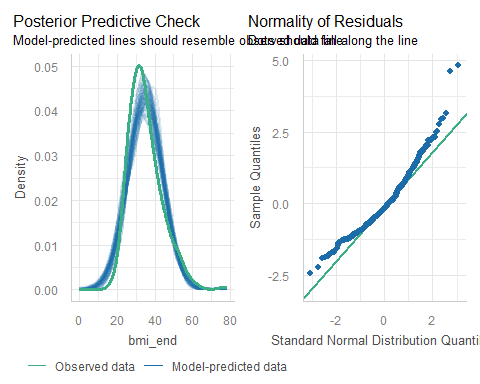 Posterior Predictive Check
Normality of Residuals
Model-predicted lines should resemble observed data line
Dots should fall along the line
0.05
0.04
0.03
0.02
0.01
0.00
Density
0
20
40
60
80
bmi_end
5.0
2.5
0.0
-2.5
Sample Quantiles
-2
0
2
Standard Normal Distribution Quanti
Observed data
Model-predicted data